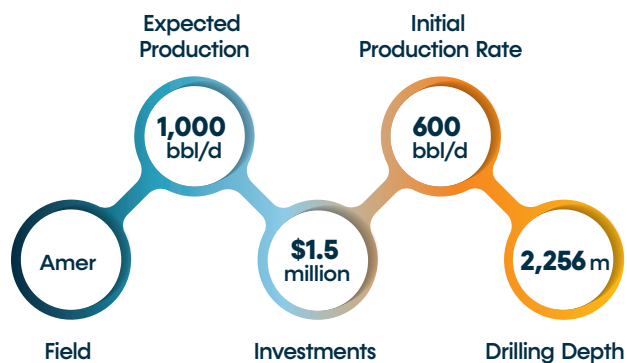 Expected
Production
Initial
Production Rate
1,000
bbl/d
600
bbl/d
Amer
$1.5
million
2,256 m
Field
Investments
Drilling Depth